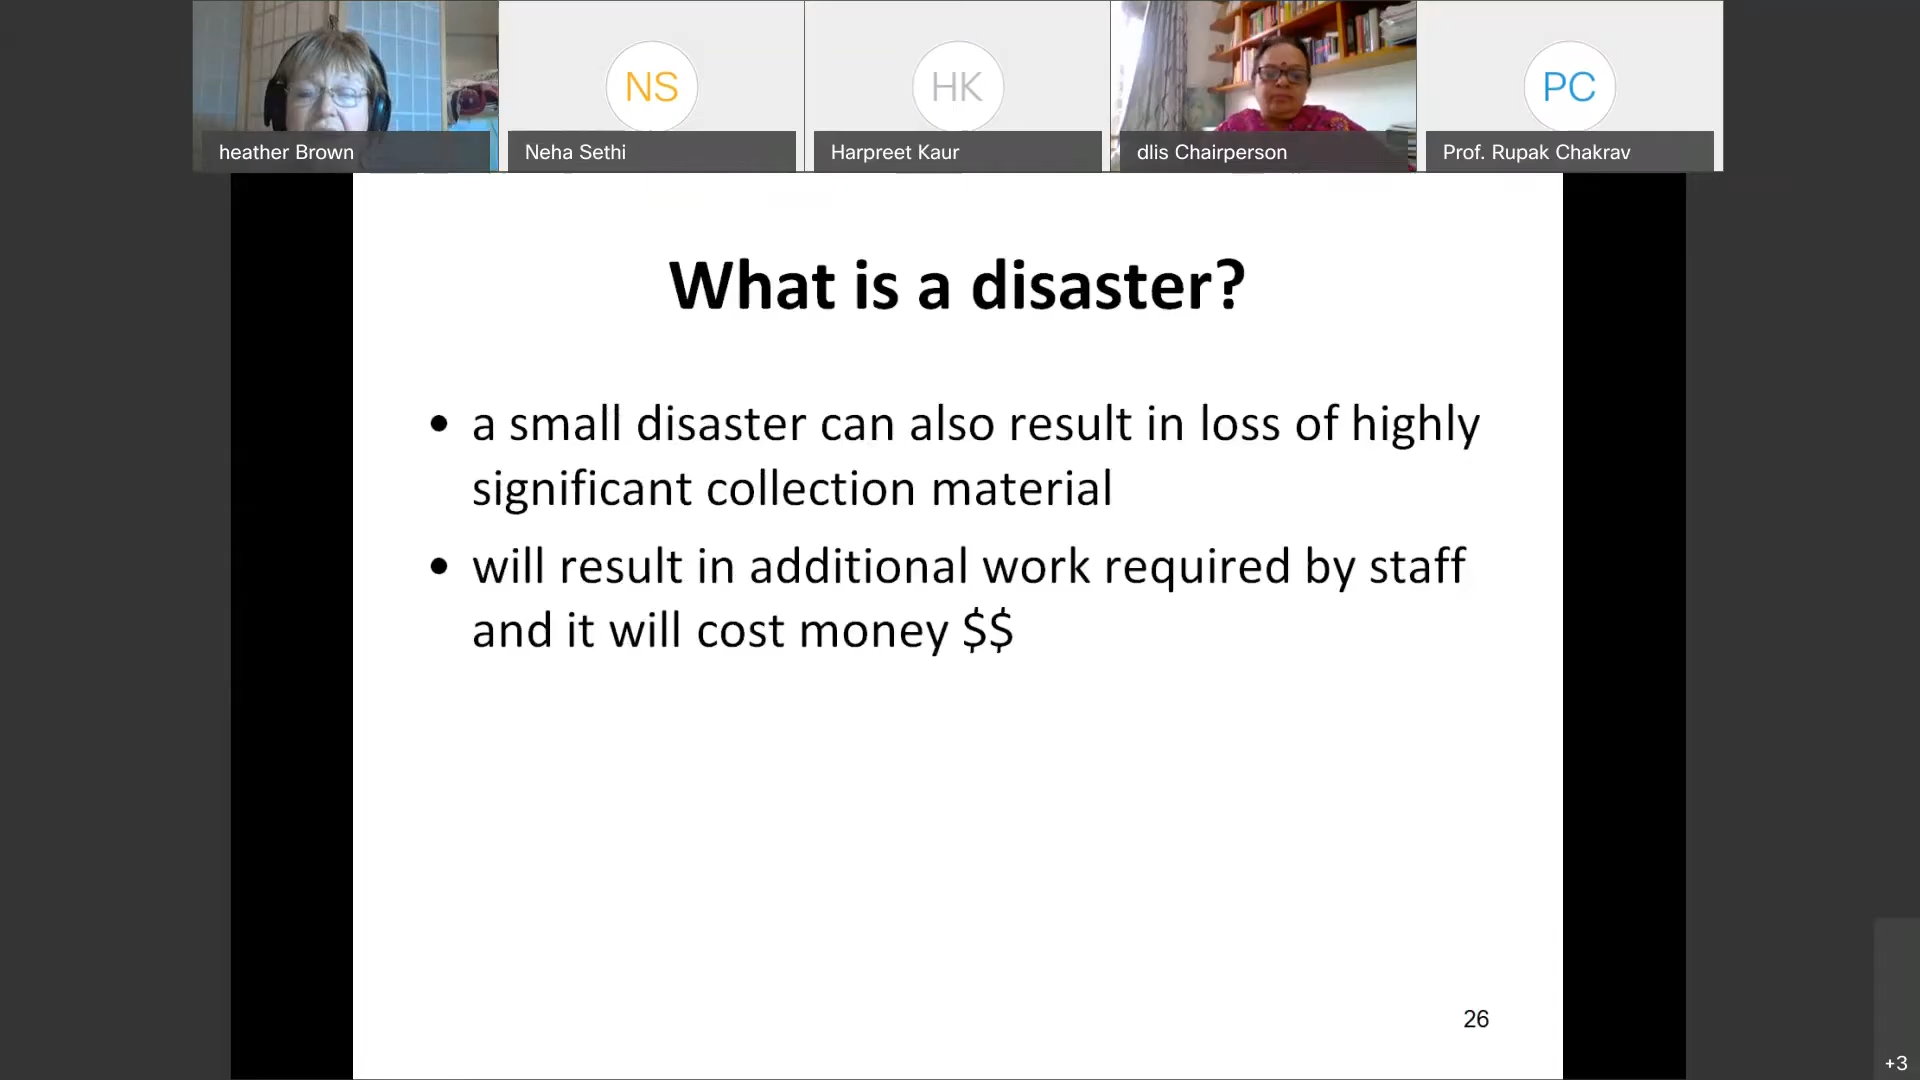 NS
HK
PC
heather Brown
Neha Sethi
Harpreet Kaur
dlis Chairperson
Prof. Rupak Chakrav
What is a disaster?
• a small disaster can also result in loss of highly
significant collection material
• will result in additional work required by staff
and it will cost money $$
26
+3